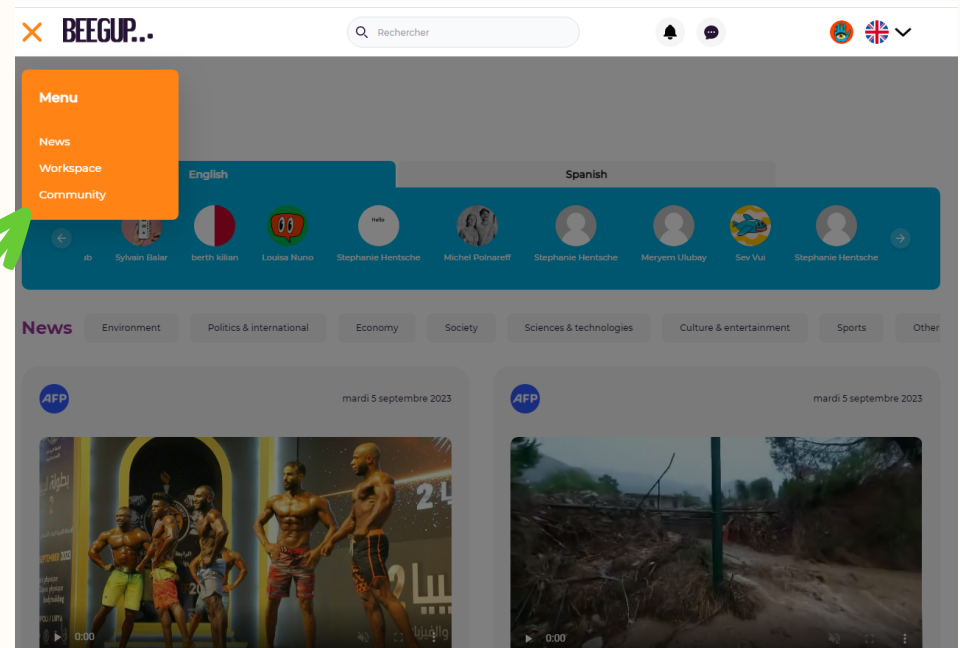 BEEGUP...
Rechercher
Menu
News
Workspace
Community
English
Spanish
Hello
ub
Sylvain Balar
berth kilian
Louisa Nuno
Stephanie Hentsche
Michel Polnareff
Stephanie Hentsche
Meryem Ulubay
Sev Vui
Stephanie Hentsche
News
Environment
Politics & international
Economy
Society
Sciences & technologies
Culture & entertainment
Sports
Other
AFP
mardi 5 septembre 2023
AFP
mardi 5 septembre 2023
0:00
0:00